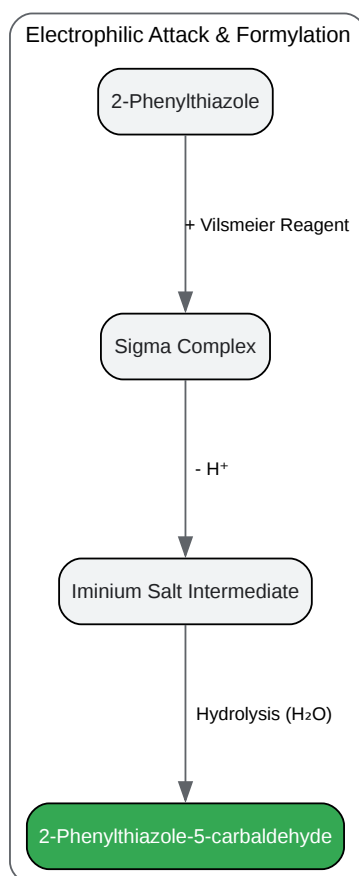 Electrophilic Attack & Formylation
2-Phenylthiazole
+ Vilsmeier Reagent
Sigma Complex
- H⁺
Iminium Salt Intermediate
Hydrolysis (H₂O)
2-Phenylthiazole-5-carbaldehyde